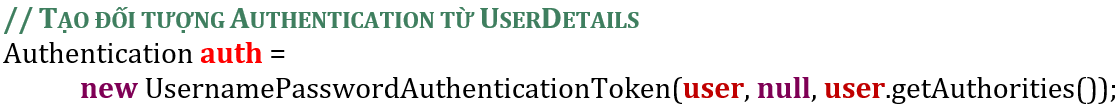 // TẠO ĐỐI TƯỢNG AUTHENTICATION TỪ USERDETAILS
Authentication auth =
new UsernamePasswordAuthenticationToken(user, null, user.getAuthorities());